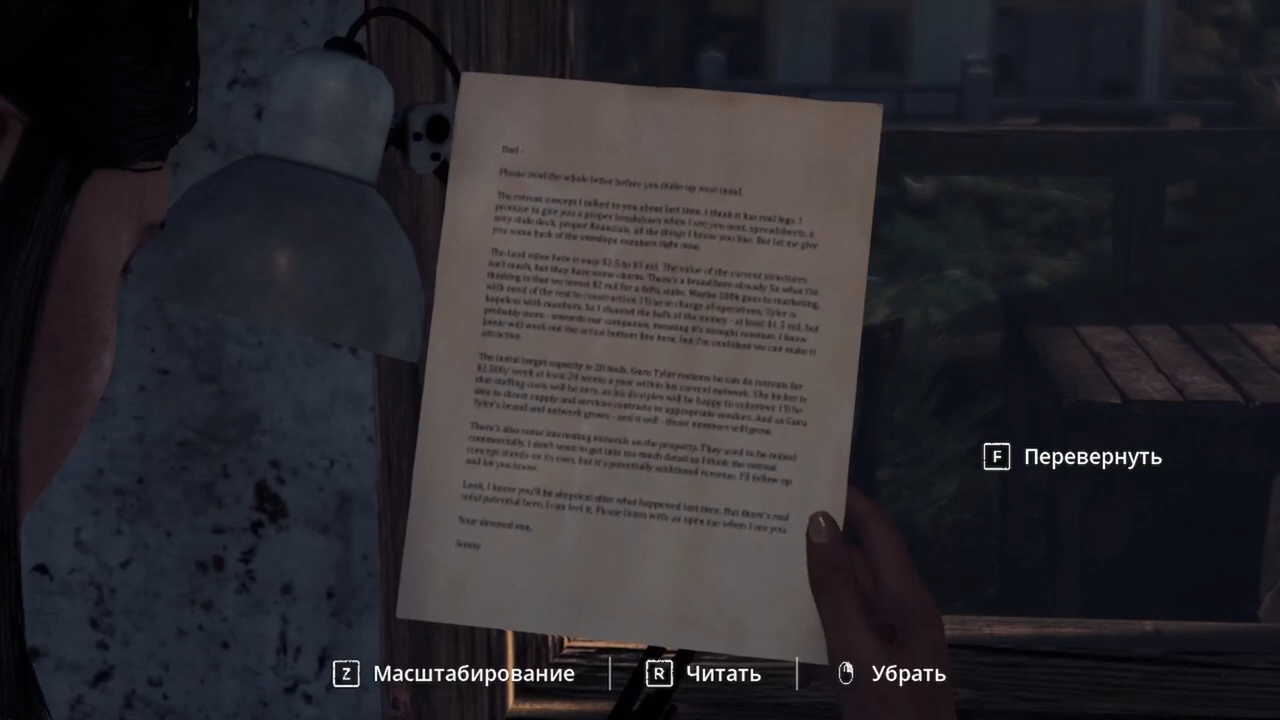 Dad -
Please read the whole letter before you make up your mind.
The retreat concept I talked to you about last time. I think it has real legs. I
promise to give you a proper breakdown when I see you next, spreadsheets, a
sexy slide deck, proper financials, all the things I know you like. But let me give
you some back of the envelope numbers right now.
The land value here is easy $2.5 to $3 mil. The value of the current structures
isn't much, but they have some charm. There's a broad barn already. So what I'm
thinking is that we invest $2 mil for a 40% stake. Maybe 100k goes to marketing,
with most of the rest to construction. I'll be in charge of operations, Tyler is
hopeless with numbers. So I channel the bulk of the money - at least $1.5 mil, but
probably more - towards our companies, meaning it's straight revenue. I know
will work out the actual bottom line here, but I'm confident we can make it
attractive.
The initial target capacity is 20 beds. Guru Tyler reckons he can do retreats for
$2,500/ week at least 20 weeks a year within his current network. The kicker is
that staffing costs will be tiny, as his disciples will be happy to volunteer. I'll be
able to direct supply and services contracts to appropriate vendors. And as Guru
Tyler's brand and network grows - and it will - those numbers will grow.
There's also some interesting minerals on the property. They used to be mined
commercially. I don't want to get into too much detail as I think the retreat
concept stands on its own, but it's potentially additional revenue. I'll follow up
and let you know.
Look, I know you'll be skeptical after what happened last time. But there's real
solid potential here. I can feel it. Please listen with an open ear when I see you.
Your devoted son,
Sonny
F Перевернуть
Z Масштабирование
R Читать
Убрать